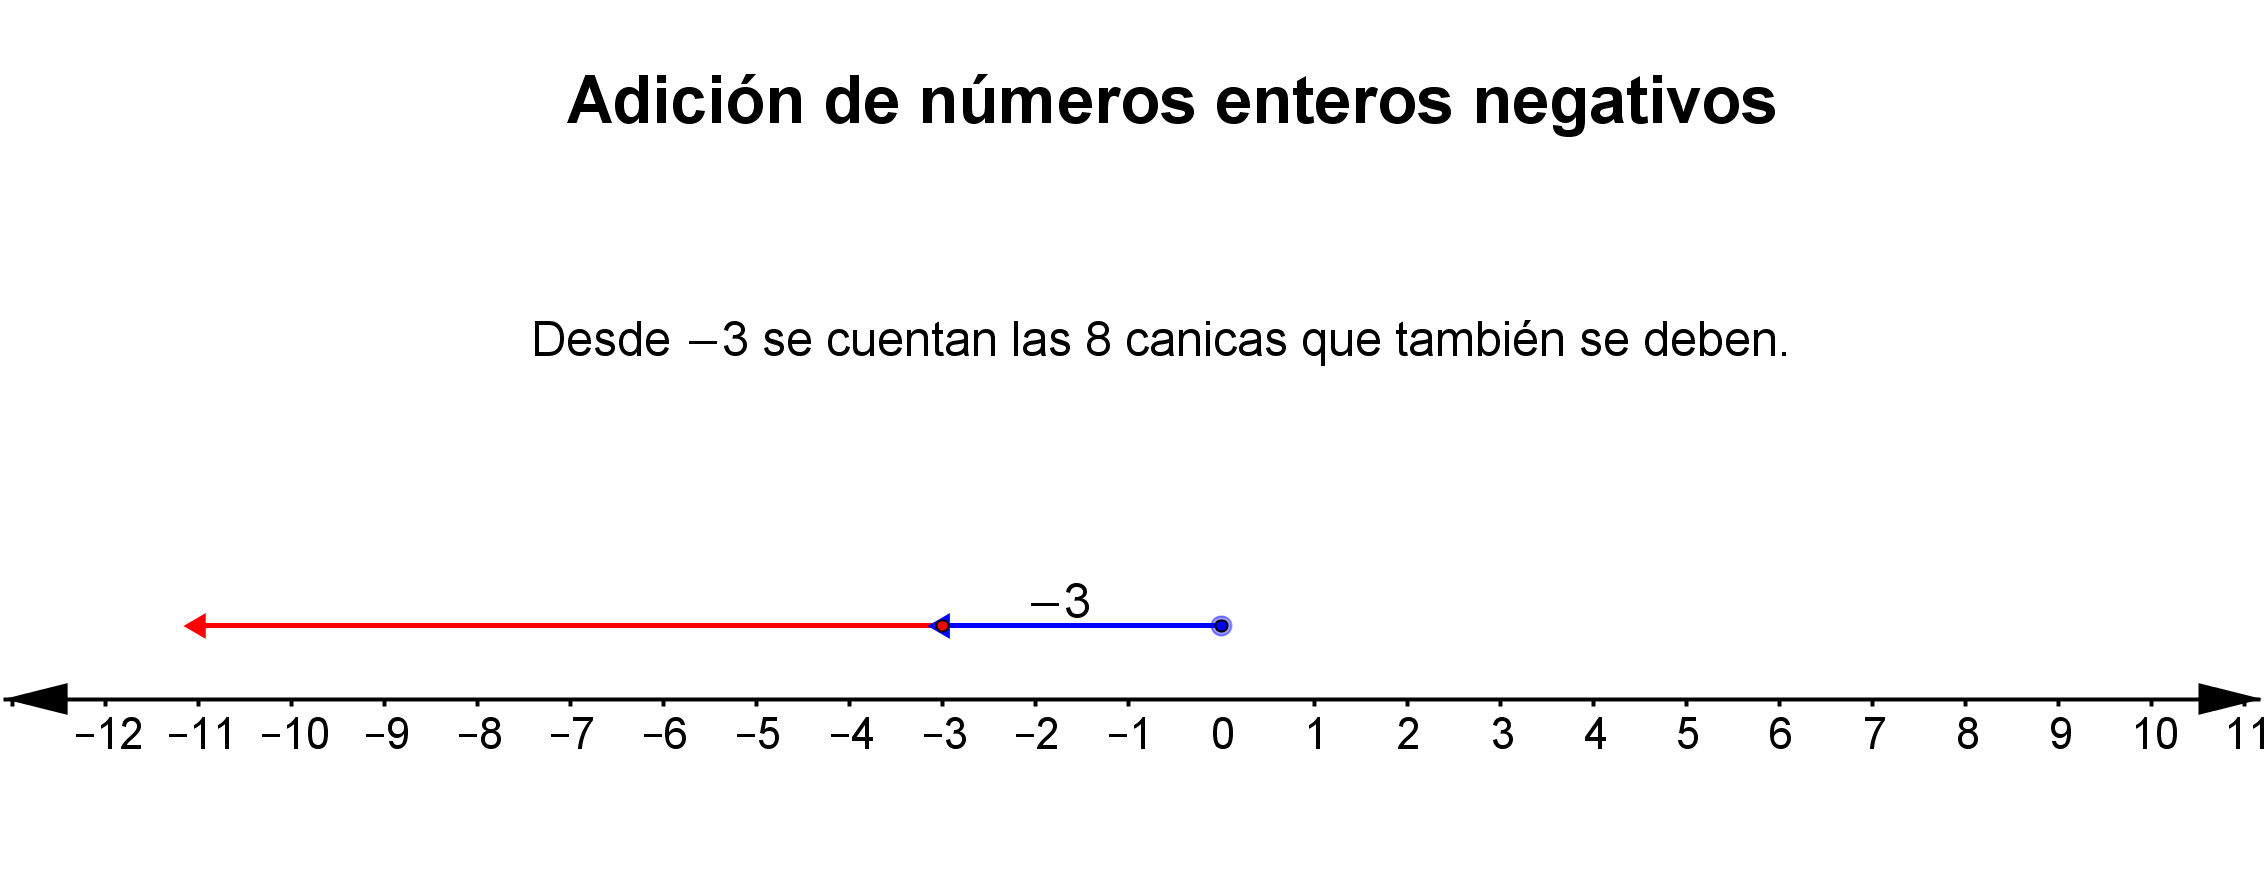 Adición de números enteros negativos
Desde −3 se cuentan las 8 canicas que también se deben.
−3
−12 −11 −10 −9 −8 −7 −6 −5 −4 −3 −2 −1 0 1 2 3 4 5 6 7 8 9 10 11